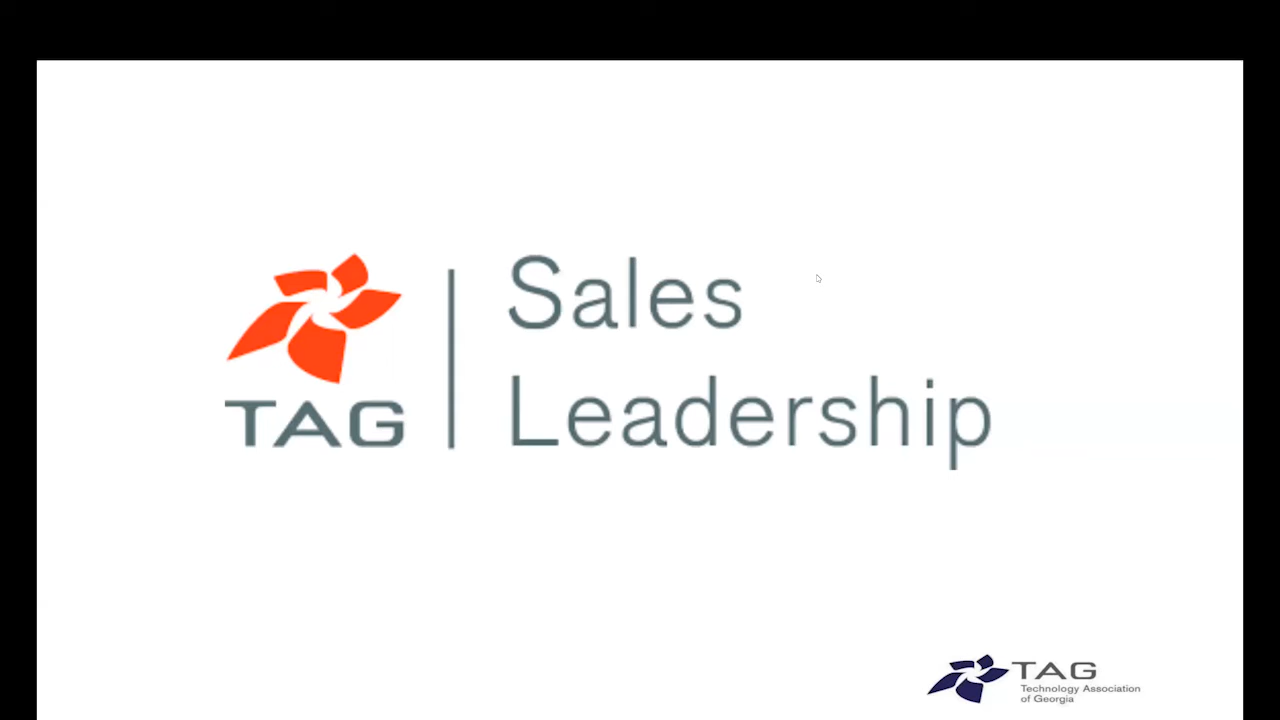 TAG
Sales
Leadership
TAG
Technology Association
of Georgia